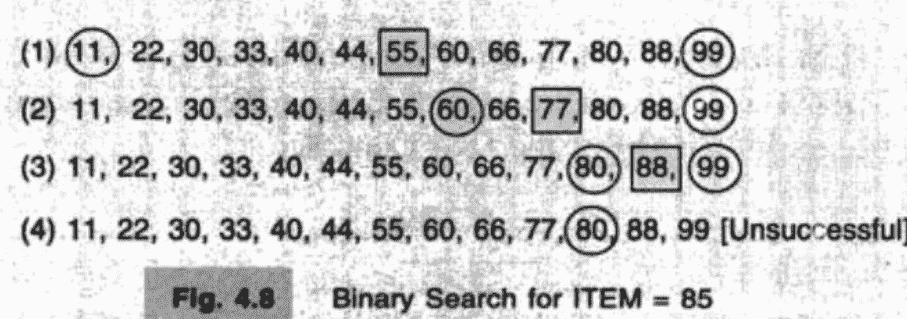 (1) 11, 22, 30, 33, 40, 44, 55, 60, 66, 77, 80, 88, 99
(2) 11, 22, 30, 33, 40, 44, 55, 60, 66, 77, 80, 88, 99
(3) 11, 22, 30, 33, 40, 44, 55, 60, 66, 77, 80, 88, 99
(4) 11, 22, 30, 33, 40, 44, 55, 60, 66, 77, 80, 88, 99 [Unsuccessful]
Fig. 4.8 Binary Search for ITEM = 85